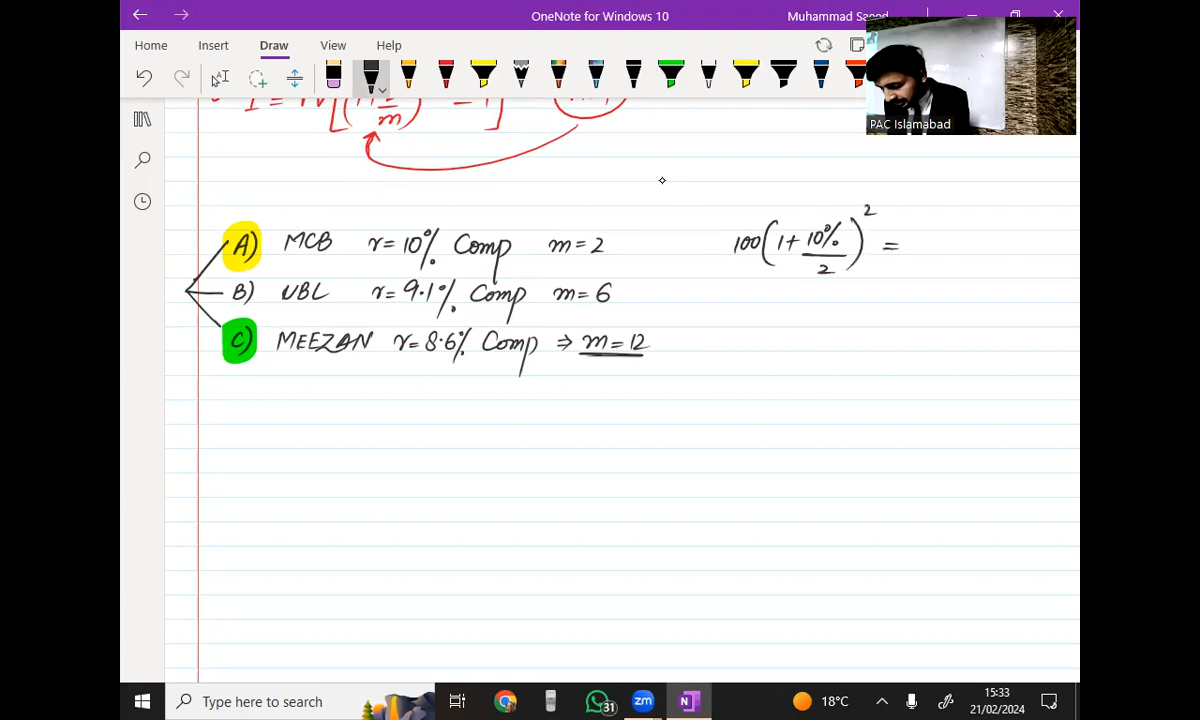 OneNote for Windows 10
Muhammad Saeed
Home Insert Draw View Help
PAC Islamabad
m
A) MCB r=10% Comp m=2
100(1+10%/2)^2 =
B) UBL r=9.1% Comp m=6
C) MEEZAN r=8.6% Comp ⇒ m=12
Type here to search
31
zm
N
18°C
15:33
21/02/2024